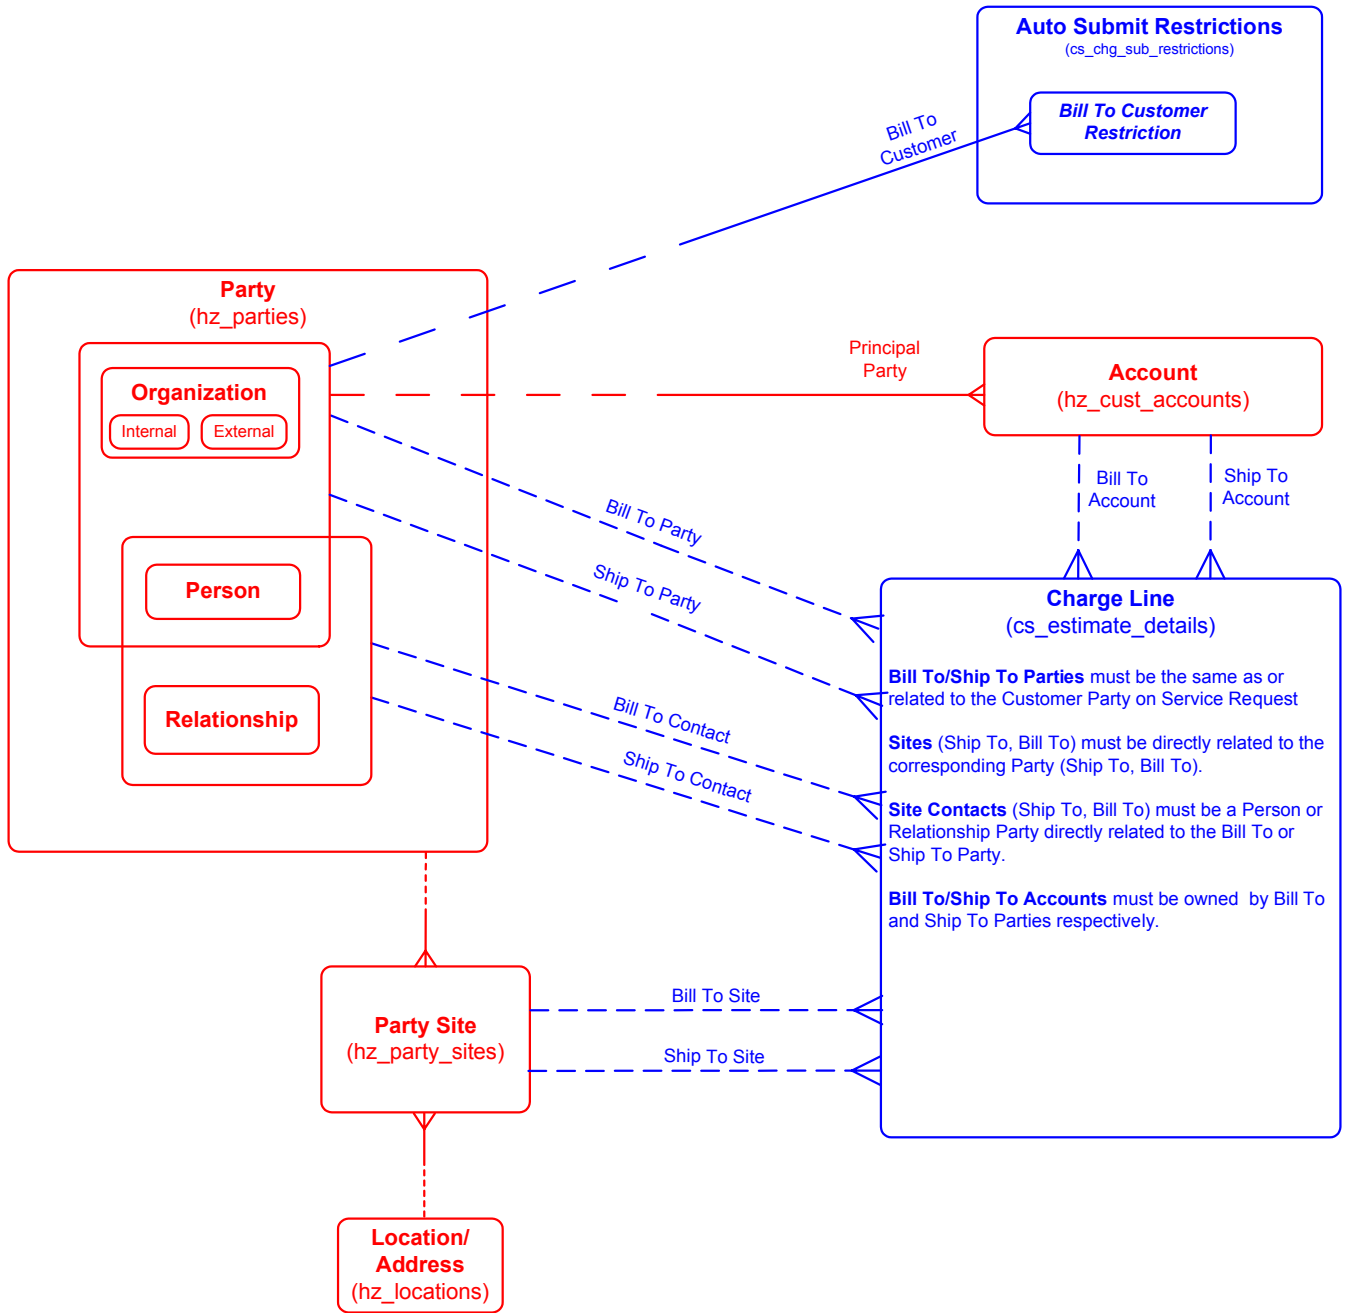 Auto Submit Restrictions
(cs_chg_sub_restrictions)
Bill To Customer
Restriction
Bill To
Customer
Party
(hz_parties)
Organization
Internal
External
Person
Relationship
Principal
Party
Account
(hz_cust_accounts)
Bill To
Account
Ship To
Account
Bill To Party
Ship To Party
Bill To Contact
Ship To Contact
Charge Line
(cs_estimate_details)
Bill To/Ship To Parties must be the same as or
related to the Customer Party on Service Request
Sites (Ship To, Bill To) must be directly related to the
corresponding Party (Ship To, Bill To).
Site Contacts (Ship To, Bill To) must be a Person or
Relationship Party directly related to the Bill To or
Ship To Party.
Bill To/Ship To Accounts must be owned  by Bill To
and Ship To Parties respectively.
Bill To Site
Ship To Site
Party Site
(hz_party_sites)
Location/
Address
(hz_locations)